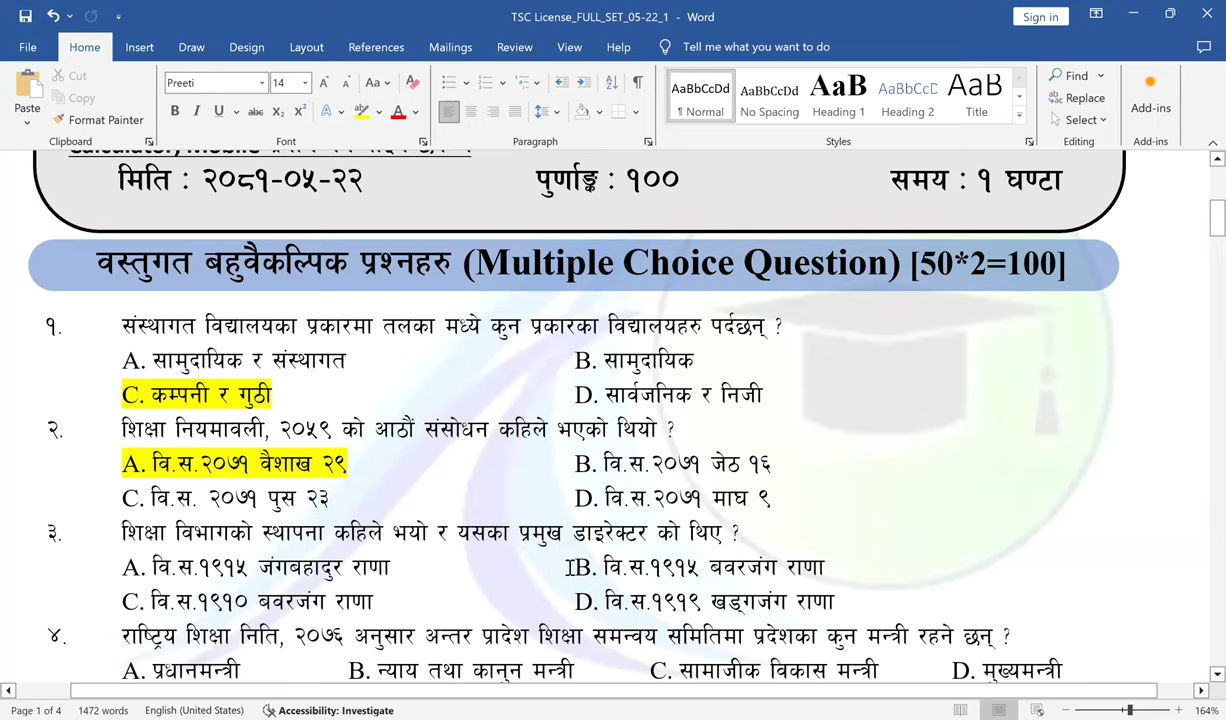 TSC License_FULL_SET_05-22_1 - Word
Sign in
File Home Insert Draw Design Layout References Mailings Review View Help Tell me what you want to do
Paste Cut Copy Format Painter
Preeti 14
AaBbCcDd ¶ Normal AaBbCcDd No Spacing AaB Heading 1 AaBbCcD Heading 2 AaB Title
Find Replace Select
Add-ins
Clipboard Font Paragraph Styles Editing Add-ins
मिति : २०८१-०५-२२ पुर्णाङ्क : १०० समय : १ घण्टा
वस्तुगत बहुवैकल्पिक प्रश्नहरु (Multiple Choice Question) [50*2=100]
१. संस्थागत विद्यालयका प्रकारमा तलका मध्ये कुन प्रकारका विद्यालयहरु पर्दछन् ?
A. सामुदायिक र संस्थागत B. सामुदायिक
C. कम्पनी र गुठी D. सार्वजनिक र निजी
२. शिक्षा नियमावली, २०५९ को आठौं संसोधन कहिले भएको थियो ?
A. वि.स.२०७१ वैशाख २९ B. वि.स.२०७१ जेठ १६
C. वि.स. २०७१ पुस २३ D. वि.स.२०७१ माघ ९
३. शिक्षा विभागको स्थापना कहिले भयो र यसका प्रमुख डाइरेक्टर को थिए ?
A. वि.स.१९१५ जंगबहादुर राणा B. वि.स.१९१५ बवरजंग राणा
C. वि.स.१९१० बवरजंग राणा D. वि.स.१९१९ खड्गजंग राणा
४. राष्ट्रिय शिक्षा निति, २०७६ अनुसार अन्तर प्रादेश शिक्षा समन्वय समितिमा प्रदेशका कुन मन्त्री रहने छन् ?
A. प्रधानमन्त्री B. न्याय तथा कानुन मन्त्री C. सामाजीक विकास मन्त्री D. मुख्यमन्त्री
Page 1 of 4 1472 words English (United States) Accessibility: Investigate 164%